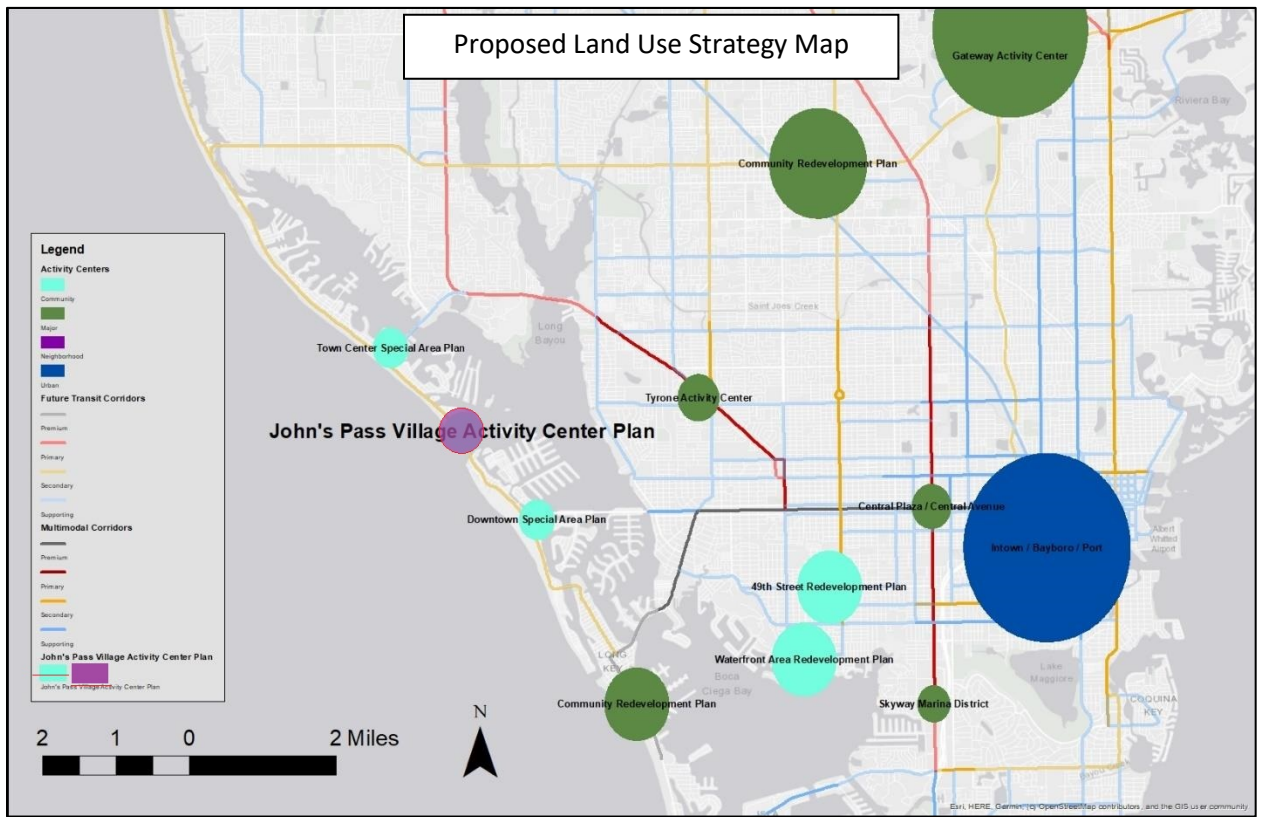 Proposed Land Use Strategy Map
Gateway Activity Center
Riviera Bay
Community Redevelopment Plan
Saint Joes Creek
Long
Bayou
Town Center Special Area Plan
Tyrone Activity Center
John's Pass Village Activity Center Plan
Central Plaza / Central Avenue
Downtown Special Area Plan
Albert
Whitted
Airport
Intown / Bayboro / Port
49th Street Redevelopment Plan
LONG
KEY
Waterfront Area Redevelopment Plan
Boca
Ciega Bay
Lake
Maggiore
Community Redevelopment Plan
Skyway Marina District
COQUINA
KEY
Bayou Creek
Legend
Activity Centers
Community
Major
Neighborhood
Urban
Future Transit Corridors
Premium
Primary
Secondary
Supporting
Multimodal Corridors
Premium
Primary
Secondary
Supporting
John's Pass Village Activity Center Plan
John's Pass Village Activity Center Plan
2 1 0 2 Miles
N
Esri, HERE, Garmin, (c) OpenStreetMap contributors, and the GIS user community